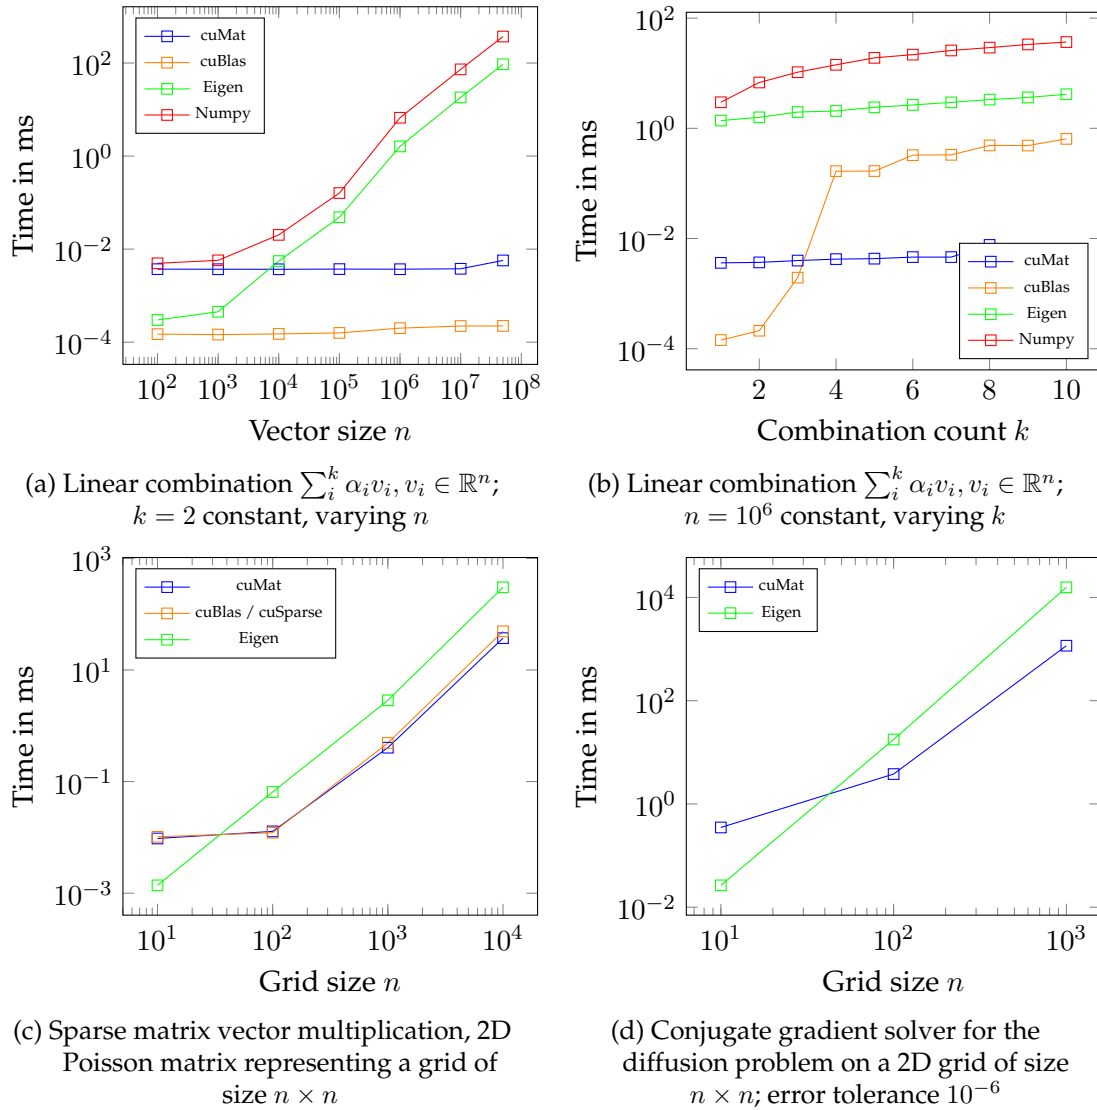 10^2
10^0
10^−2
10^−4
Time in ms
cuMat
cuBlas
Eigen
Numpy
10^2 10^3 10^4 10^5 10^6 10^7 10^8
Vector size n
(a) Linear combination ∑_i^k α_i v_i, v_i ∈ ℝ^n;
k = 2 constant, varying n
10^2
10^0
10^−2
10^−4
Time in ms
cuMat
cuBlas
Eigen
Numpy
2 4 6 8 10
Combination count k
(b) Linear combination ∑_i^k α_i v_i, v_i ∈ ℝ^n;
n = 10^6 constant, varying k
10^3
10^1
10^−1
10^−3
Time in ms
cuMat
cuBlas / cuSparse
Eigen
10^1 10^2 10^3 10^4
Grid size n
(c) Sparse matrix vector multiplication, 2D
Poisson matrix representing a grid of
size n × n
10^4
10^2
10^0
10^−2
Time in ms
cuMat
Eigen
10^1 10^2 10^3
Grid size n
(d) Conjugate gradient solver for the
diffusion problem on a 2D grid of size
n × n; error tolerance 10^−6